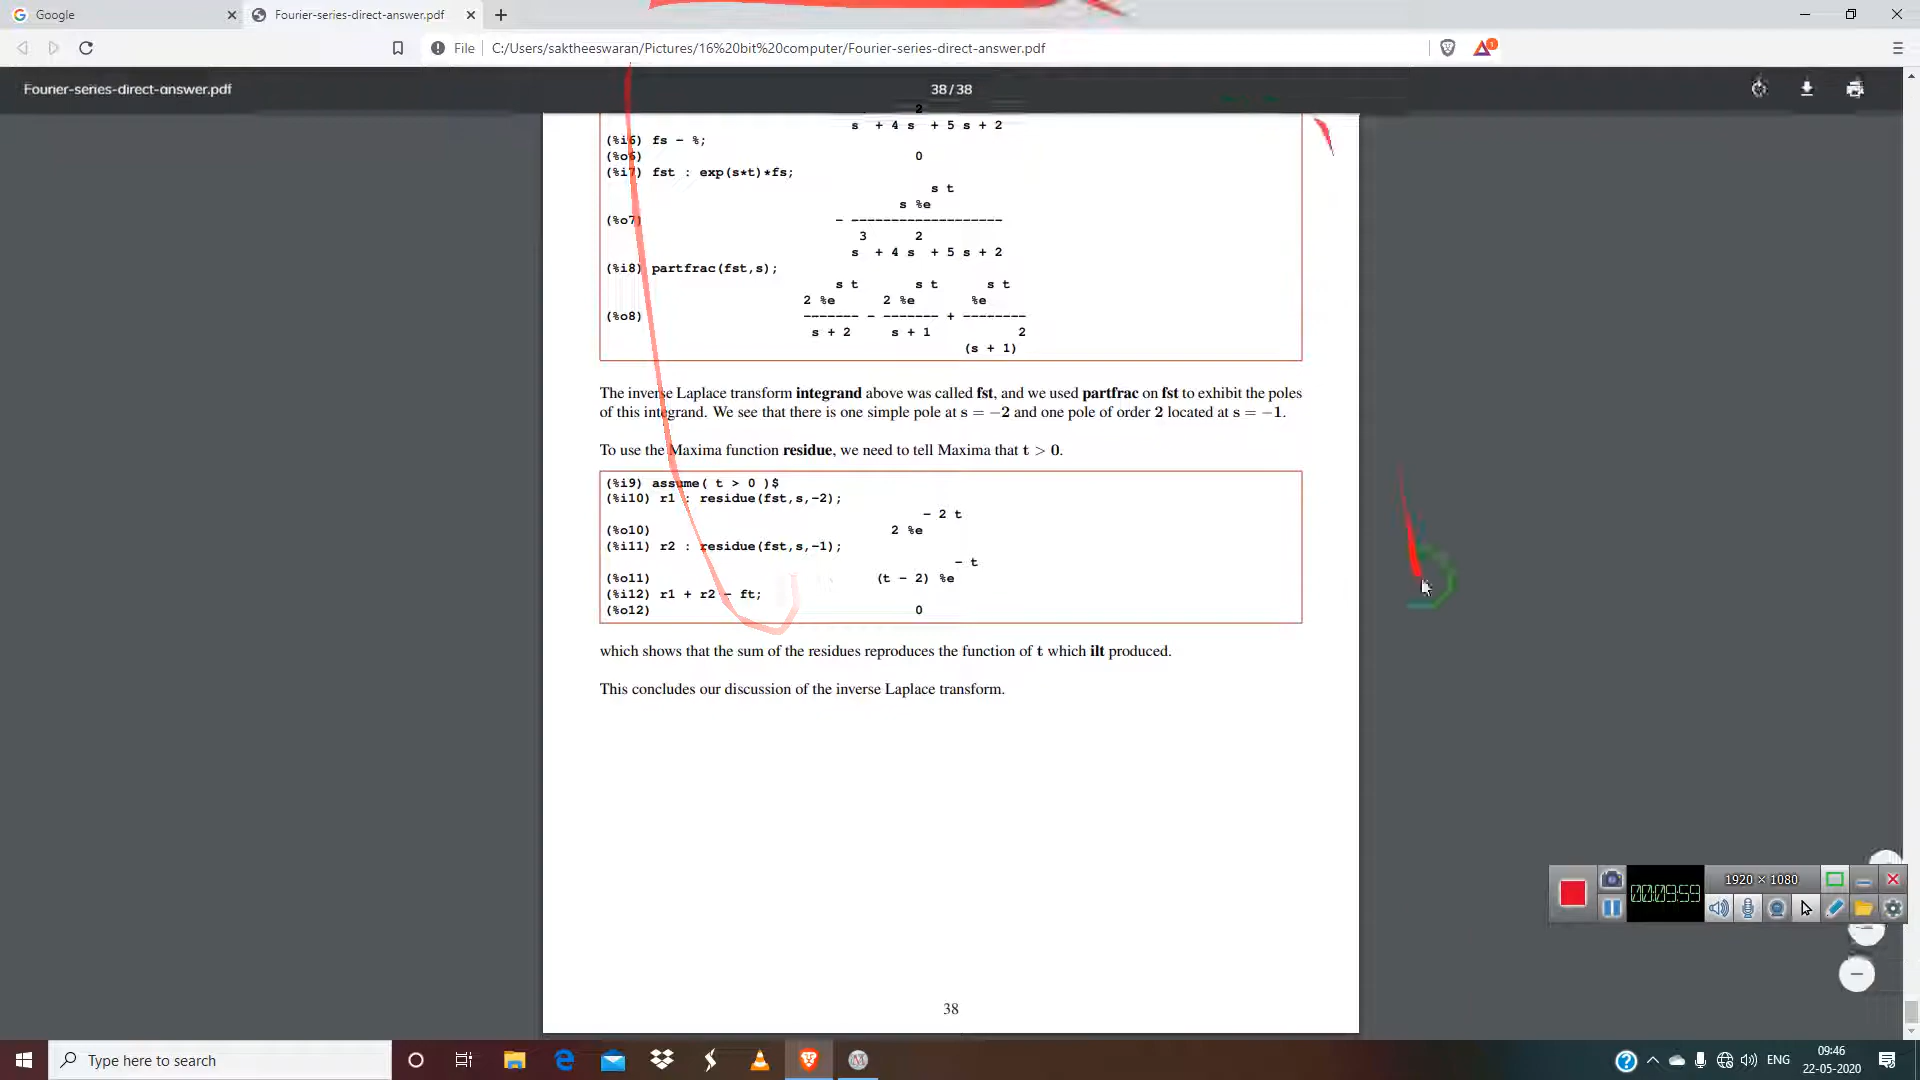 Google
Fourier-series-direct-answer.pdf
File C:/Users/saktheeswaran/Pictures/16%20bit%20computer/Fourier-series-direct-answer.pdf
1
Fourier-series-direct-answer.pdf
38 / 38
2
s + 4 s + 5 s + 2
(%i6) fs - %;
(%o6) 0
(%i7) fst : exp(s*t)*fs;
s t
s %e
(%o7) - -------------------
3 2
s + 4 s + 5 s + 2
(%i8) partfrac(fst,s);
s t s t s t
2 %e 2 %e %e
(%o8) ------- - ------- + --------
s + 2 s + 1 2
(s + 1)
The inverse Laplace transform integrand above was called fst, and we used partfrac on fst to exhibit the poles
of this integrand. We see that there is one simple pole at s = −2 and one pole of order 2 located at s = −1.
To use the Maxima function residue, we need to tell Maxima that t > 0.
(%i9) assume( t > 0 )$
(%i10) r1 : residue(fst,s,-2);
- 2 t
(%o10) 2 %e
(%i11) r2 : residue(fst,s,-1);
- t
(%o11) (t - 2) %e
(%i12) r1 + r2 - ft;
(%o12) 0
which shows that the sum of the residues reproduces the function of t which ilt produced.
This concludes our discussion of the inverse Laplace transform.
38
1920 × 1080
00:09:59
Type here to search
ENG
09:46
22-05-2020